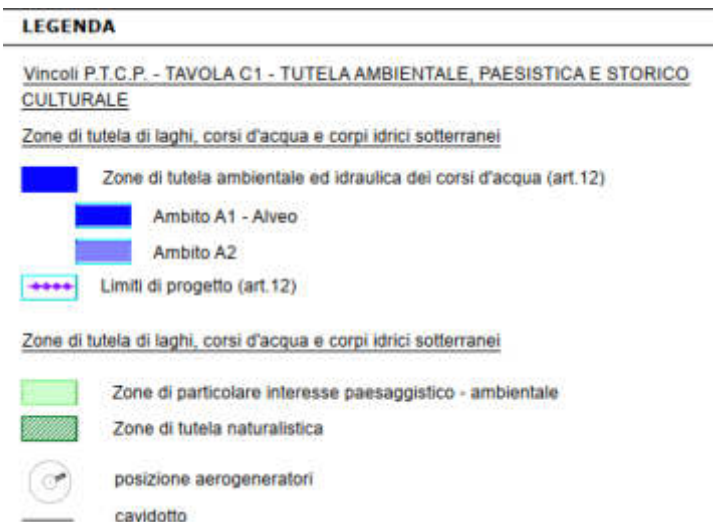 LEGENDA
Vincoli P.T.C.P. - TAVOLA C1 - TUTELA AMBIENTALE, PAESISTICA E STORICO
CULTURALE
Zone di tutela di laghi, corsi d'acqua e corpi idrici sotterranei
Zone di tutela ambientale ed idraulica dei corsi d'acqua (art.12)
Ambito A1 - Alveo
Ambito A2
Limiti di progetto (art.12)
Zone di tutela di laghi, corsi d'acqua e corpi idrici sotterranei
Zone di particolare interesse paesaggistico - ambientale
Zone di tutela naturalistica
posizione aerogeneratori
cavidotto